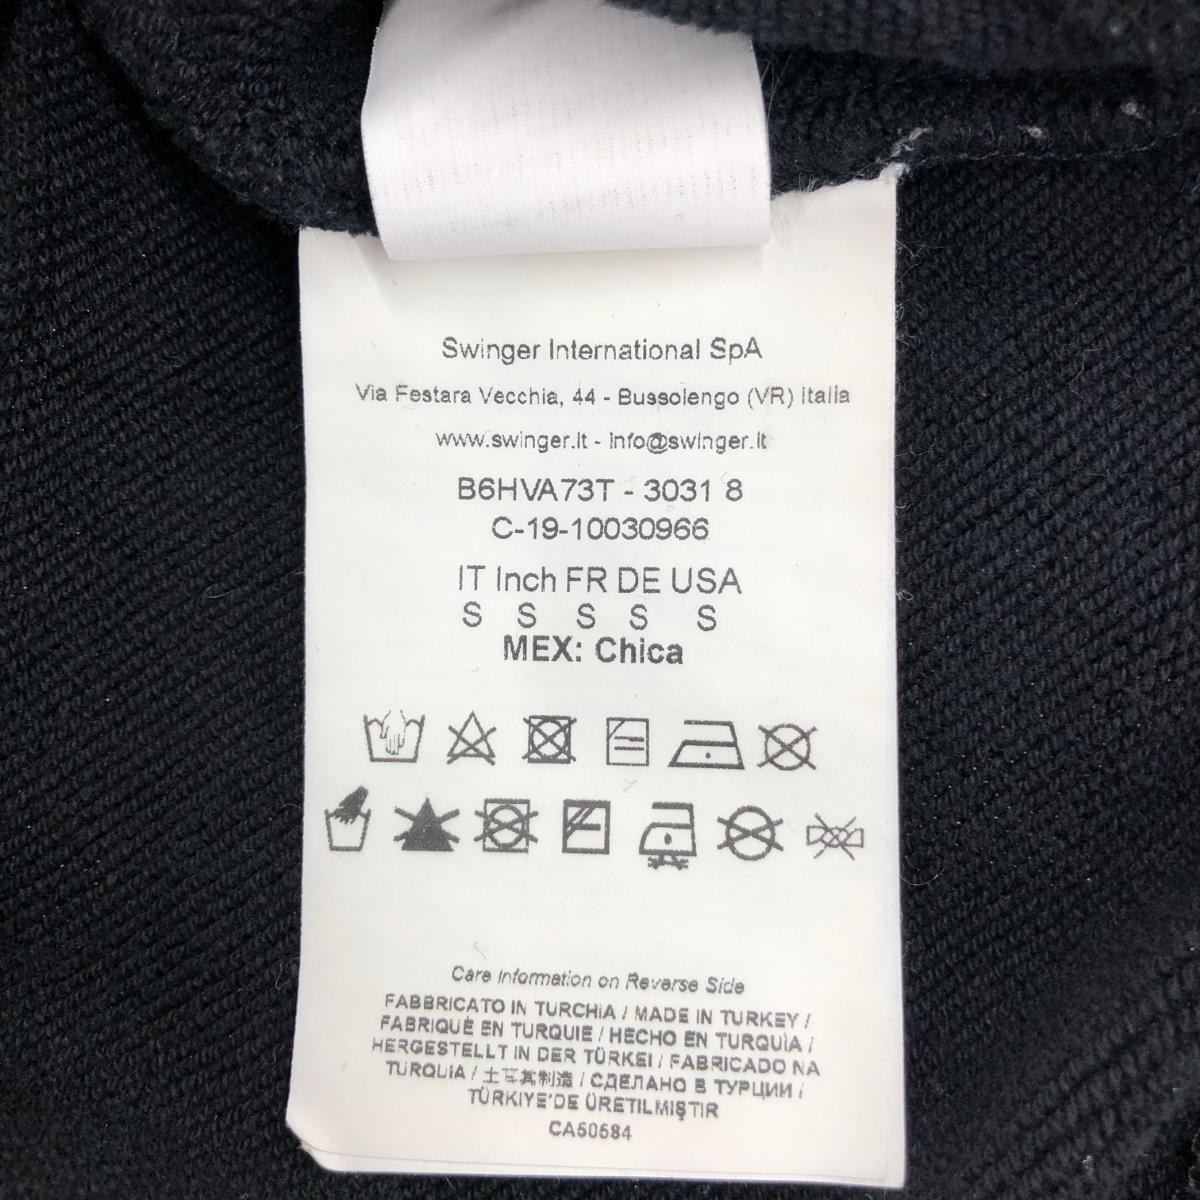 Swinger International SpA
Via Festara Vecchia, 44 - Bussolengo (VR) Italia
www.swinger.it - info@swinger.it
B6HVA73T - 3031 8
C-19-10030966
IT Inch FR DE USA
S S S S S
MEX: Chica
Care Information on Reverse Side
FABBRICATO IN TURCHIA / MADE IN TURKEY /
FABRIQUÉ EN TURQUIE / HECHO EN TURQUÌA /
HERGESTELLT IN DER TÜRKEI / FABRICADO NA
TURQUIA / 土耳其制造 / СДЕЛАНО В ТУРЦИИ /
TÜRKIYE'DE ÜRETILMIŞTIR
CA50584